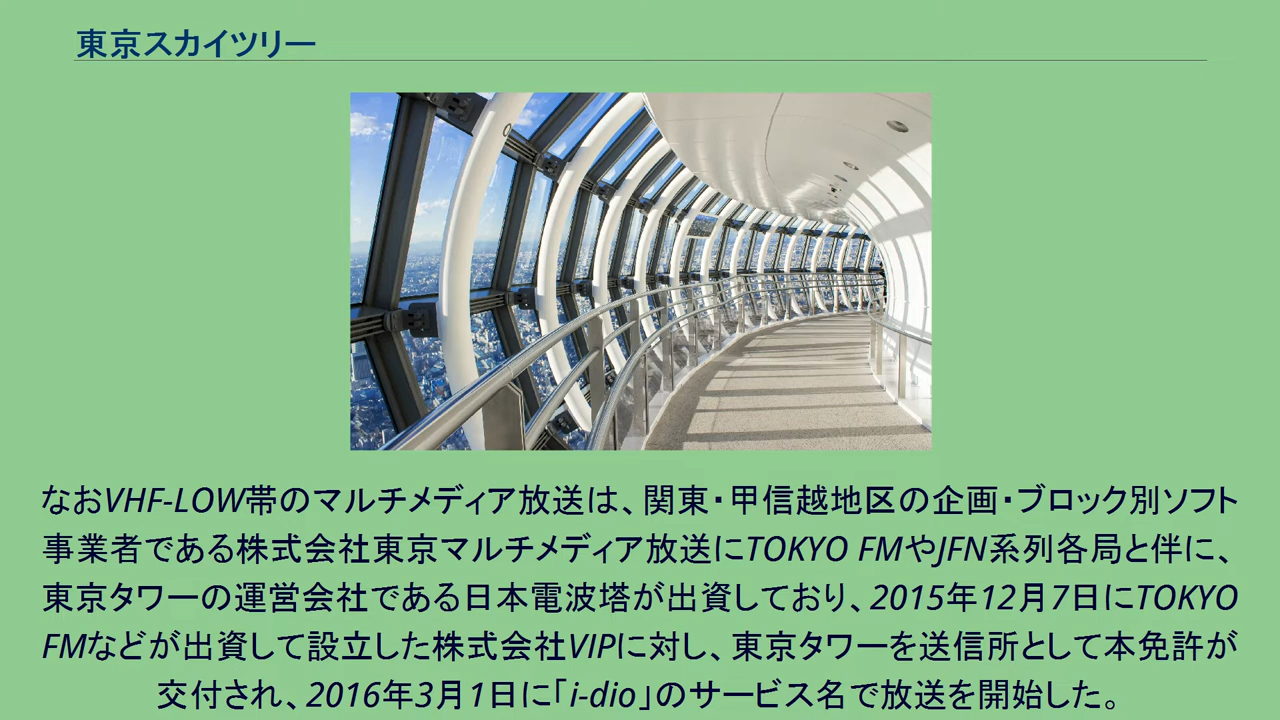 東京スカイツリー
なおVHF-LOW帯のマルチメディア放送は、関東・甲信越地区の企画・ブロック別ソフト
事業者である株式会社東京マルチメディア放送にTOKYO FMやJFN系列各局と伴に、
東京タワーの運営会社である日本電波塔が出資しており、2015年12月7日にTOKYO
FMなどが出資して設立した株式会社VIPに対し、東京タワーを送信所として本免許が
交付され、2016年3月1日に「i-dio」のサービス名で放送を開始した。